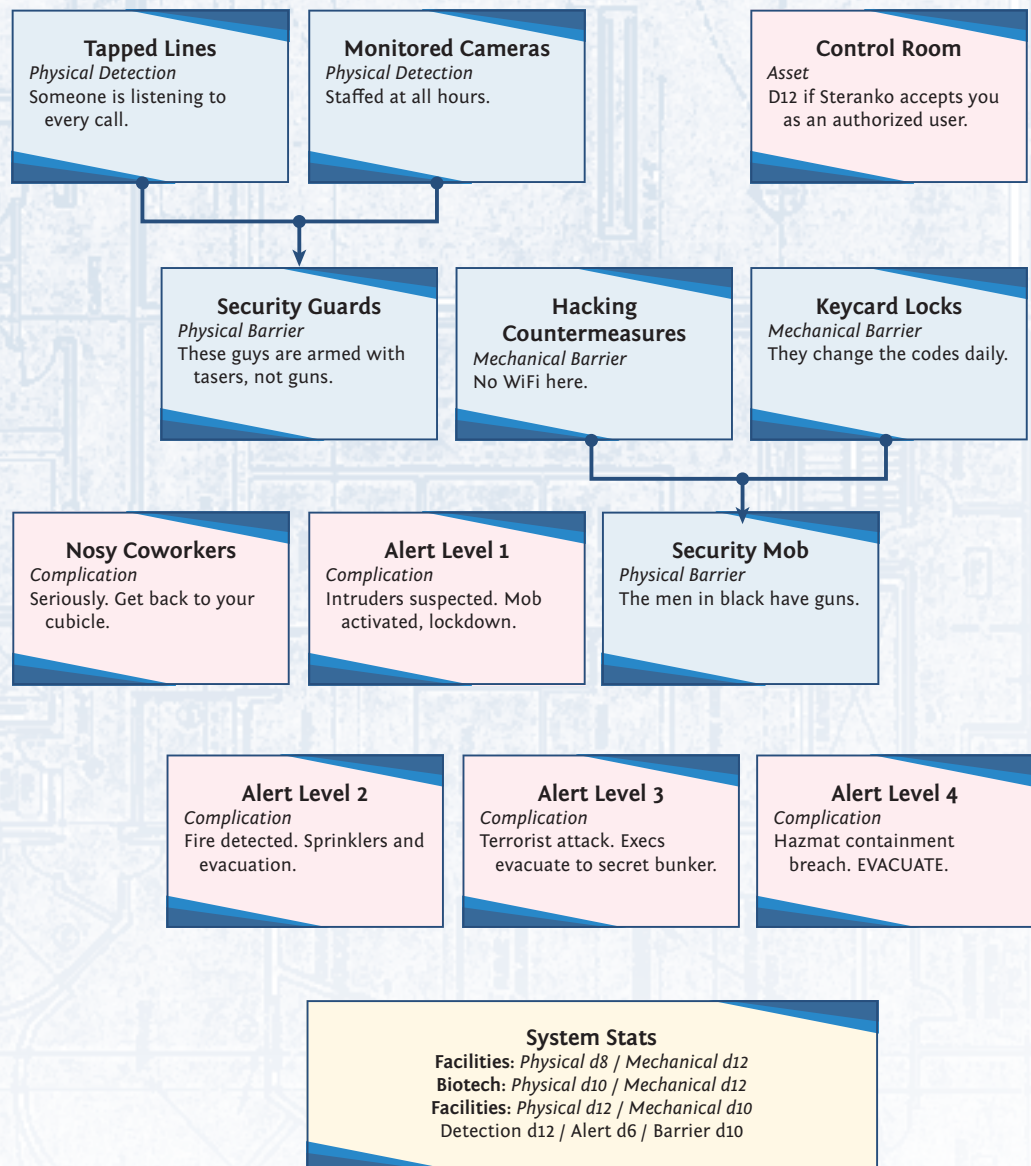 Tapped Lines
Physical Detection
Someone is listening to
every call.
Monitored Cameras
Physical Detection
Staffed at all hours.
Control Room
Asset
D12 if Steranko accepts you
as an authorized user.
Security Guards
Physical Barrier
These guys are armed with
tasers, not guns.
Hacking
Countermeasures
Mechanical Barrier
No WiFi here.
Keycard Locks
Mechanical Barrier
They change the codes daily.
Nosy Coworkers
Complication
Seriously. Get back to your
cubicle.
Alert Level 1
Complication
Intruders suspected. Mob
activated, lockdown.
Security Mob
Physical Barrier
The men in black have guns.
Alert Level 2
Complication
Fire detected. Sprinklers and
evacuation.
Alert Level 3
Complication
Terrorist attack. Execs
evacuate to secret bunker.
Alert Level 4
Complication
Hazmat containment
breach. EVACUATE.
System Stats
Facilities: Physical d8 / Mechanical d12
Biotech: Physical d10 / Mechanical d12
Facilities: Physical d12 / Mechanical d10
Detection d12 / Alert d6 / Barrier d10